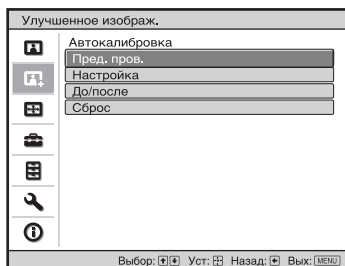 Улучшенное изображ.
Автокалибровка
Пред. пров.
Настройка
До/после
Сброс
Выбор: Уст: Назад: Вых: MENU